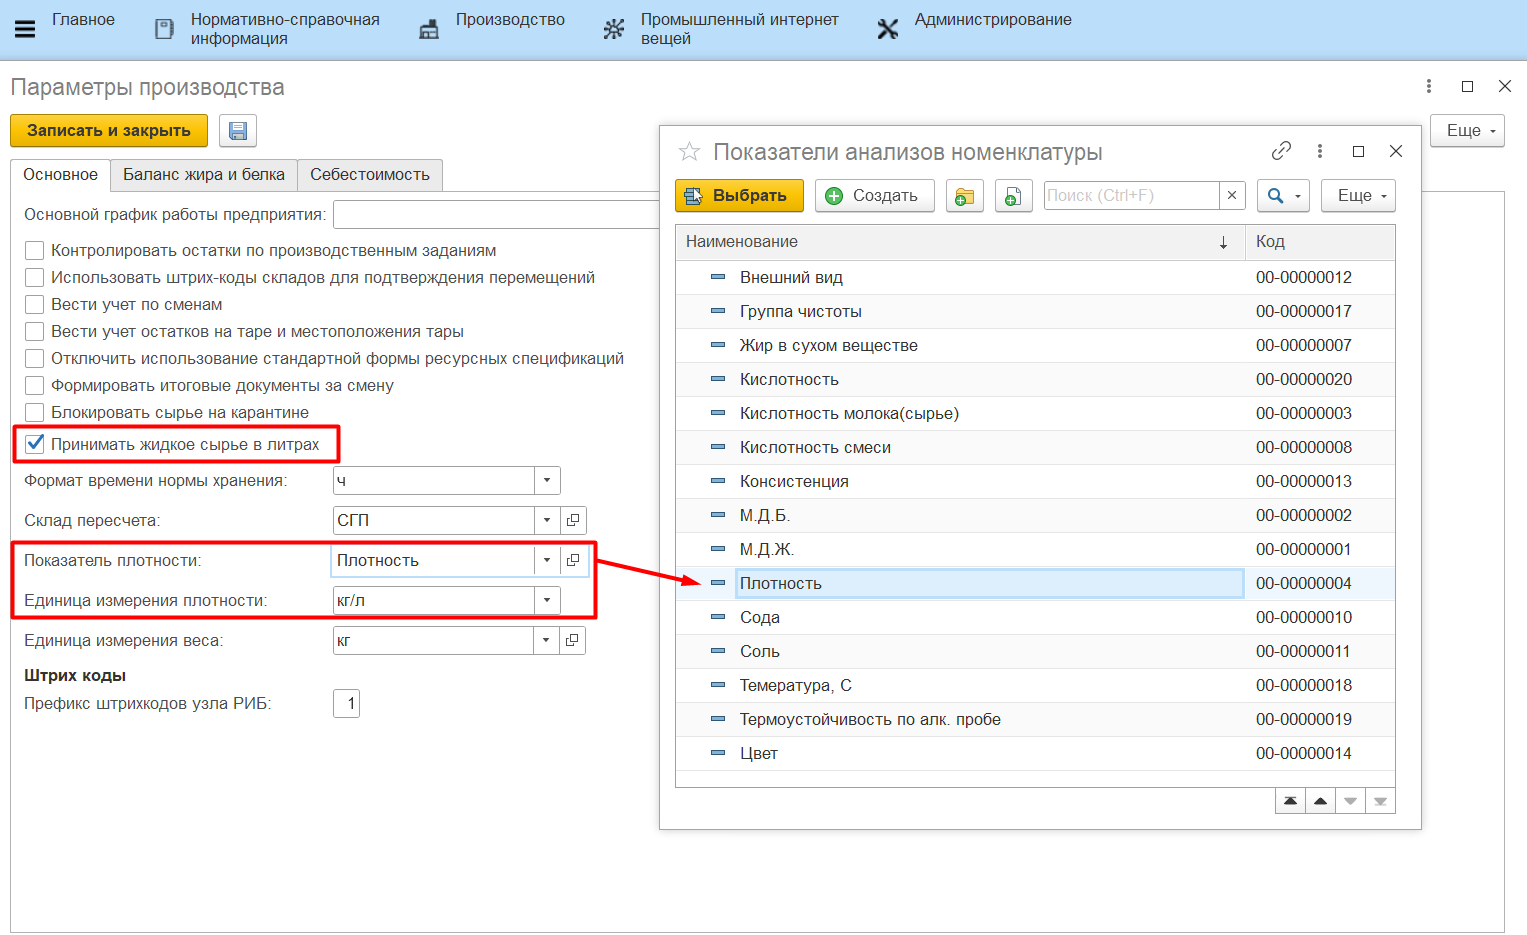 Главное
Нормативно-справочная
информация
Производство
Промышленный интернет
вещей
Администрирование
Параметры производства
Записать и закрыть
Еще
Основное
Баланс жира и белка
Себестоимость
Основной график работы предприятия:
Контролировать остатки по производственным заданиям
Использовать штрих-коды складов для подтверждения перемещений
Вести учет по сменам
Вести учет остатков на таре и местоположения тары
Отключить использование стандартной формы ресурсных спецификаций
Формировать итоговые документы за смену
Блокировать сырье на карантине
Принимать жидкое сырье в литрах
Формат времени нормы хранения: ч
Склад пересчета: СГП
Показатель плотности: Плотность
Единица измерения плотности: кг/л
Единица измерения веса: кг
Штрих коды
Префикс штрихкодов узла РИБ: 1
Показатели анализов номенклатуры
Выбрать
Создать
Поиск (Ctrl+F)
Еще
Наименование Код
Внешний вид 00-00000012
Группа чистоты 00-00000017
Жир в сухом веществе 00-00000007
Кислотность 00-00000020
Кислотность молока(сырье) 00-00000003
Кислотность смеси 00-00000008
Консистенция 00-00000013
М.Д.Б. 00-00000002
М.Д.Ж. 00-00000001
Плотность 00-00000004
Сода 00-00000010
Соль 00-00000011
Темература, С 00-00000018
Термоустойчивость по алк. пробе 00-00000019
Цвет 00-00000014